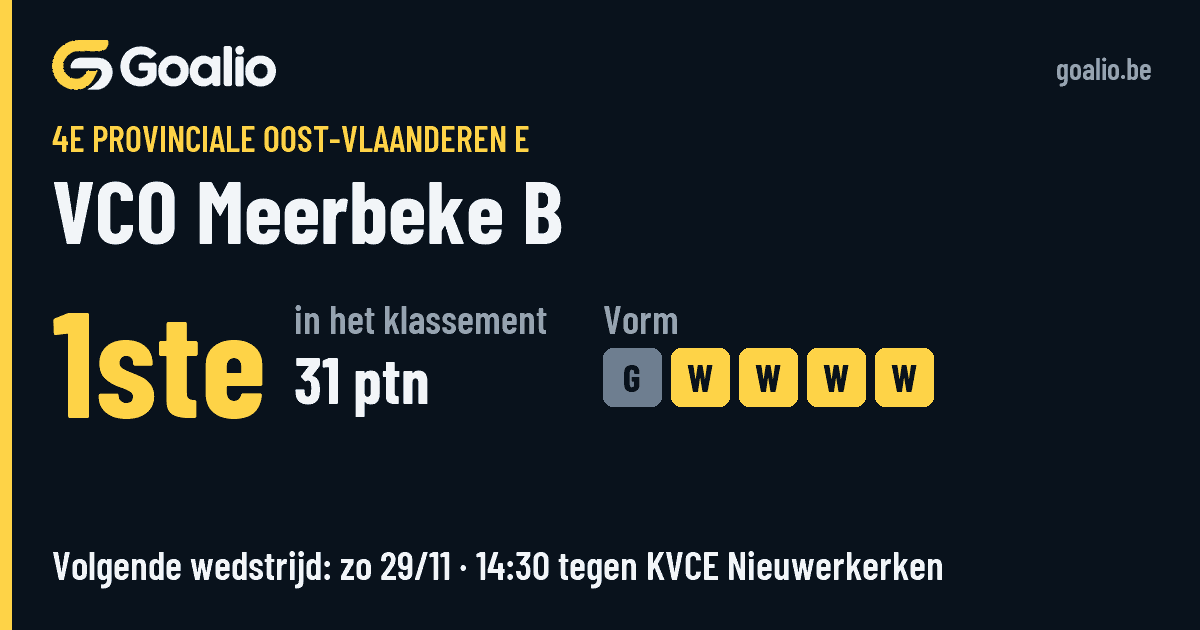 Goalio
goalio.be
4E PROVINCIALE OOST-VLAANDEREN E
VCO Meerbeke B
1ste
in het klassement
31 ptn
Vorm
G W W W W
Volgende wedstrijd: zo 29/11 · 14:30 tegen KVCE Nieuwerkerken